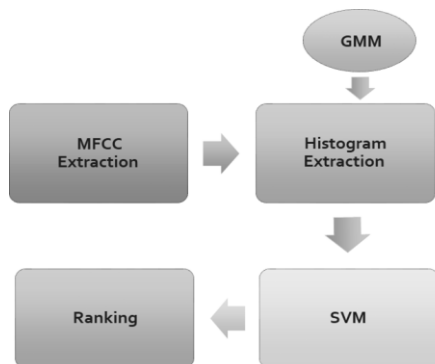 GMM
MFCC
Extraction
Histogram
Extraction
Ranking
SVM